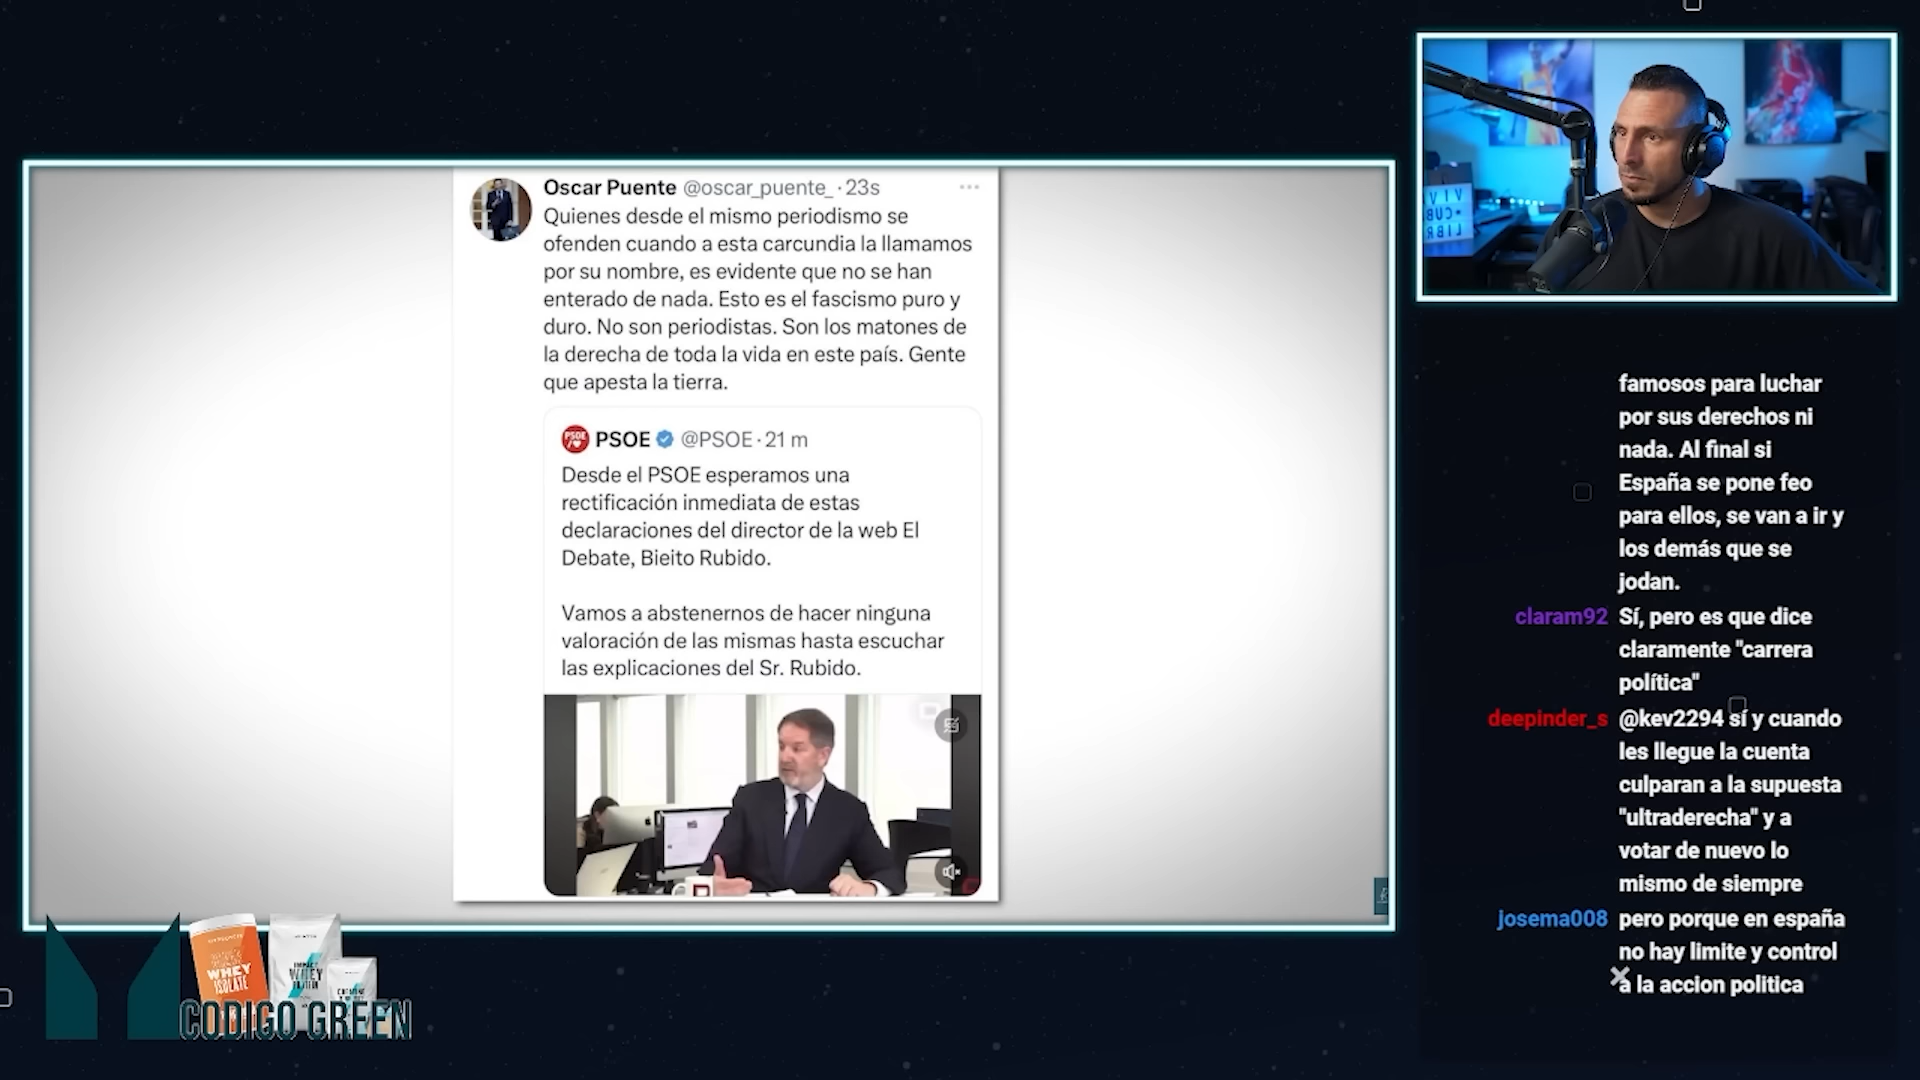 Oscar Puente @oscar_puente_ · 23s
Quienes desde el mismo periodismo se
ofenden cuando a esta carcundia la llamamos
por su nombre, es evidente que no se han
enterado de nada. Esto es el fascismo puro y
duro. No son periodistas. Son los matones de
la derecha de toda la vida en este país. Gente
que apesta la tierra.
PSOE @PSOE · 21 m
Desde el PSOE esperamos una
rectificación inmediata de estas
declaraciones del director de la web El
Debate, Bieito Rubido.
Vamos a abstenernos de hacer ninguna
valoración de las mismas hasta escuchar
las explicaciones del Sr. Rubido.
WHEY
ISOLATE
IMPACT
WHEY
CODIGO GREEN
famosos para luchar
por sus derechos ni
nada. Al final si
España se pone feo
para ellos, se van a ir y
los demás que se
jodan.
claram92 Sí, pero es que dice
claramente "carrera
política"
deepinder_s @kev2294 sí y cuando
les llegue la cuenta
culparan a la supuesta
"ultraderecha" y a
votar de nuevo lo
mismo de siempre
josema008 pero porque en españa
no hay limite y control
a la accion politica